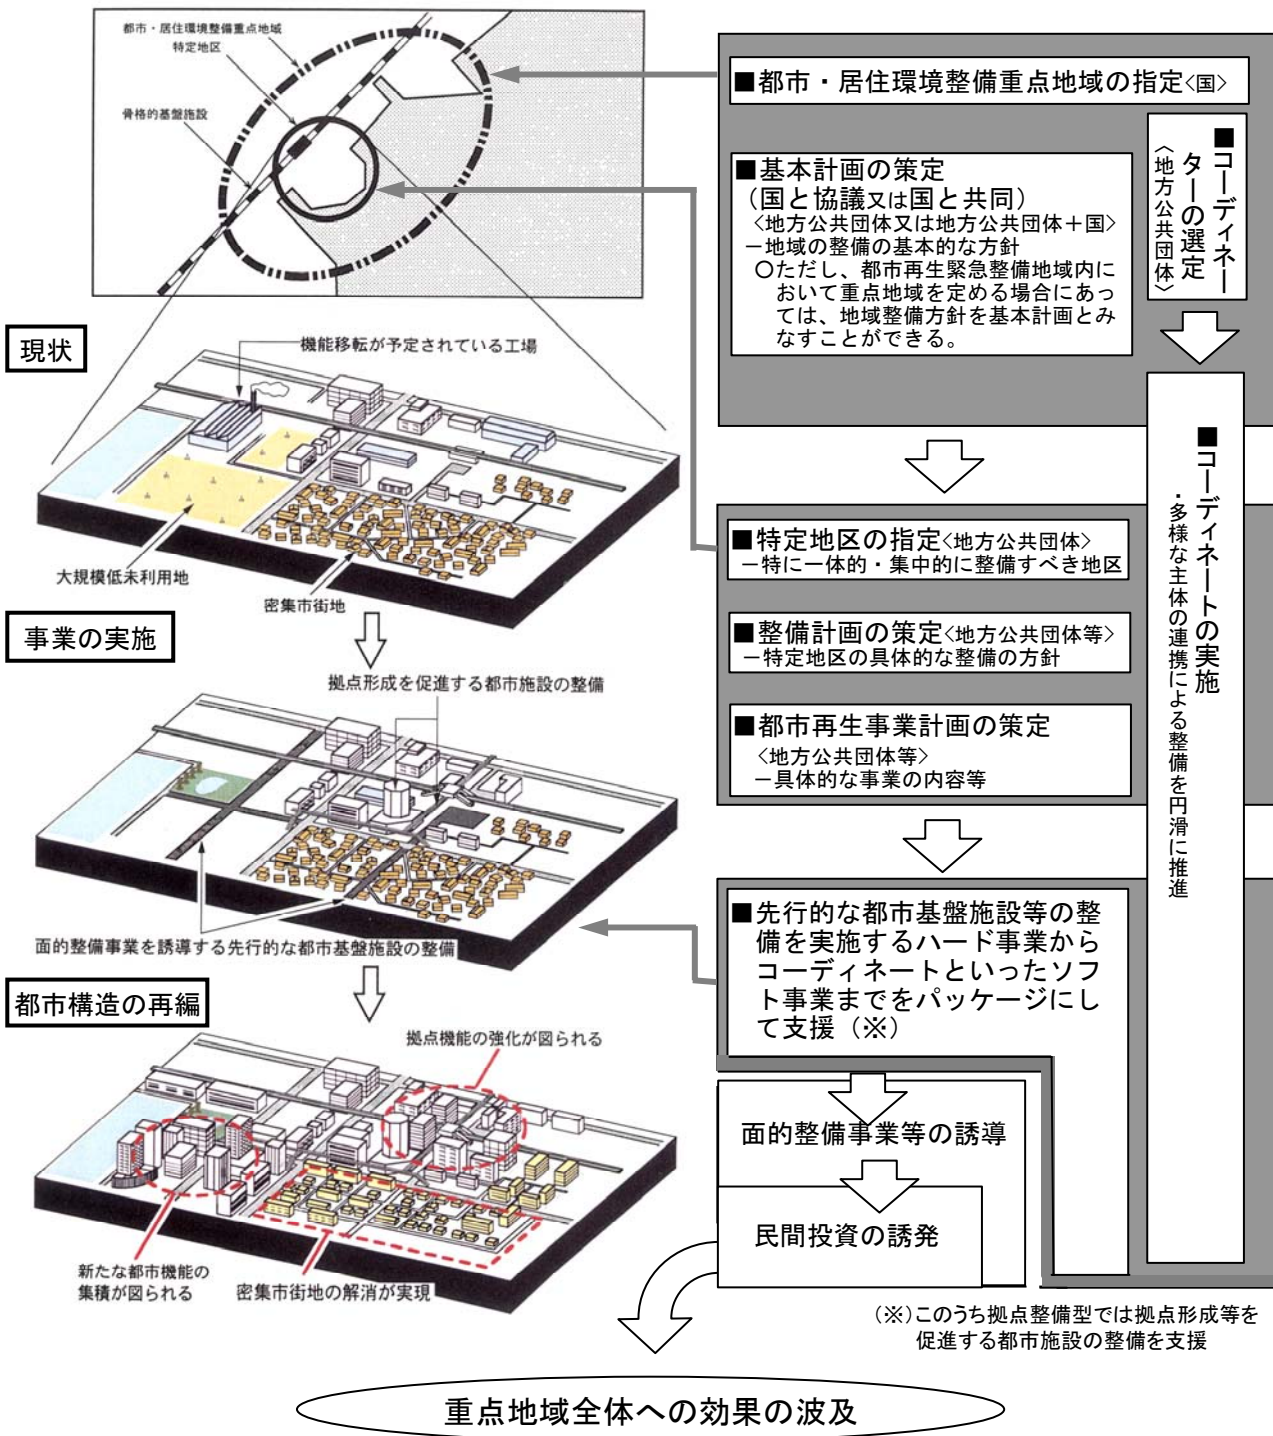 都市・居住環境整備重点地域
特定地区
骨格的基盤施設
現状
機能移転が予定されている工場
大規模低未利用地
密集市街地
事業の実施
拠点形成を促進する都市施設の整備
面的整備事業を誘導する先行的な都市基盤施設の整備
都市構造の再編
拠点機能の強化が図られる
新たな都市機能の
集積が図られる
密集市街地の解消が実現
■都市・居住環境整備重点地域の指定<国>
■基本計画の策定
(国と協議又は国と共同)
<地方公共団体又は地方公共団体+国>
-地域の整備の基本的な方針
○ただし、都市再生緊急整備地域内に
おいて重点地域を定める場合にあっ
ては、地域整備方針を基本計画とみ
なすことができる。
■コーディネー
ターの選定
<地方公共団体>
■特定地区の指定<地方公共団体>
-特に一体的・集中的に整備すべき地区
■整備計画の策定<地方公共団体等>
-特定地区の具体的な整備の方針
■都市再生事業計画の策定
<地方公共団体等>
-具体的な事業の内容等
■コーディネートの実施
・多様な主体の連携による整備を円滑に推進
■先行的な都市基盤施設等の整
備を実施するハード事業から
コーディネートといったソフ
ト事業までをパッケージにし
て支援(※)
面的整備事業等の誘導
民間投資の誘発
(※)このうち拠点整備型では拠点形成等を
促進する都市施設の整備を支援
重点地域全体への効果の波及